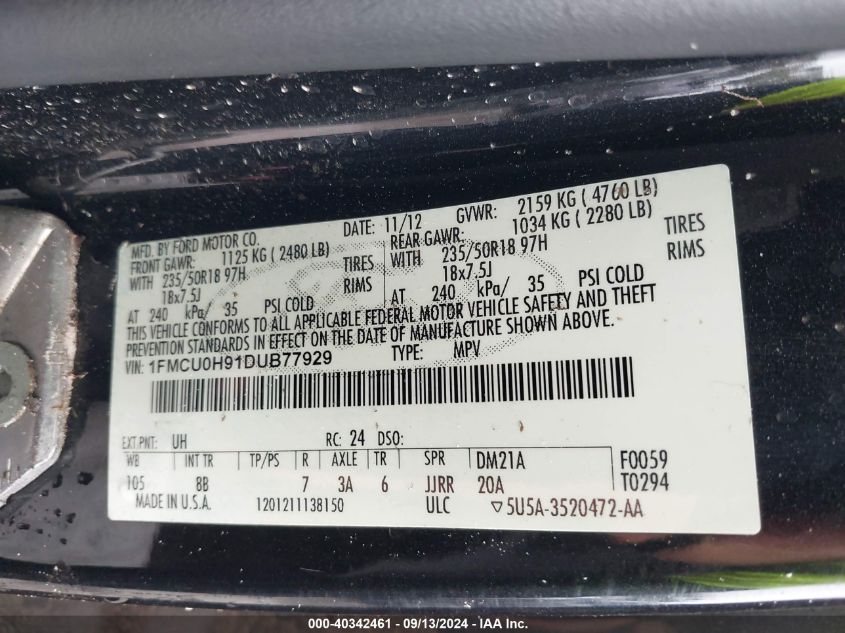 MFD. BY FORD MOTOR CO. DATE: 11/12 GVWR: 2159 KG ( 4760 LB)
FRONT GAWR: 1125 KG ( 2480 LB) REAR GAWR: 1034 KG ( 2280 LB)
WITH 235/50R18 97H TIRES WITH 235/50R18 97H TIRES
18x7.5J RIMS 18x7.5J RIMS
AT 240 kPa/ 35 PSI COLD AT 240 kPa/ 35 PSI COLD
THIS VEHICLE CONFORMS TO ALL APPLICABLE FEDERAL MOTOR VEHICLE SAFETY AND THEFT
PREVENTION STANDARDS IN EFFECT ON THE DATE OF MANUFACTURE SHOWN ABOVE.
VIN: 1FMCU0H91DUB77929 TYPE: MPV
EXT PNT: UH RC: 24 DSO:
WB INT TR TP/PS R AXLE TR SPR DM21A F0059
105 8B 7 3A 6 JJRR 20A T0294
MADE IN U.S.A. 1201211138150 ULC ▽5U5A-3520472-AA
000-40342461 - 09/13/2024 - IAA Inc.